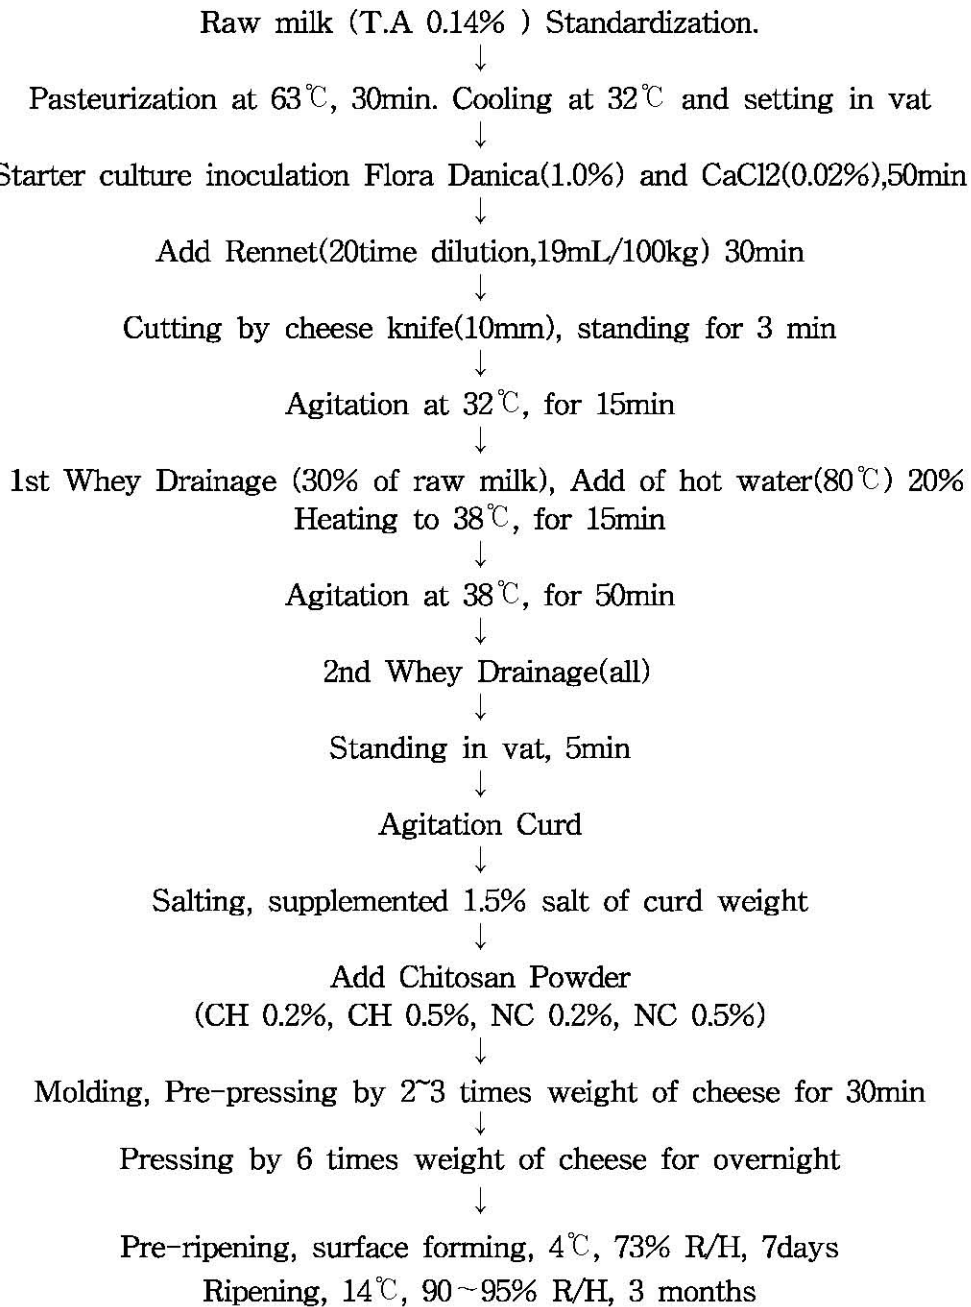 Raw milk (T.A 0.14% ) Standardization.
↓
Pasteurization at 63℃, 30min. Cooling at 32℃ and setting in vat
↓
Starter culture inoculation Flora Danica(1.0%) and CaCl2(0.02%),50min
↓
Add Rennet(20time dilution,19mL/100kg) 30min
↓
Cutting by cheese knife(10mm), standing for 3 min
↓
Agitation at 32℃, for 15min
↓
1st Whey Drainage (30% of raw milk), Add of hot water(80℃) 20%
Heating to 38℃, for 15min
↓
Agitation at 38℃, for 50min
↓
2nd Whey Drainage(all)
↓
Standing in vat, 5min
↓
Agitation Curd
↓
Salting, supplemented 1.5% salt of curd weight
↓
Add Chitosan Powder
(CH 0.2%, CH 0.5%, NC 0.2%, NC 0.5%)
↓
Molding, Pre-pressing by 2~3 times weight of cheese for 30min
↓
Pressing by 6 times weight of cheese for overnight
↓
Pre-ripening, surface forming, 4℃, 73% R/H, 7days
Ripening, 14℃, 90~95% R/H, 3 months